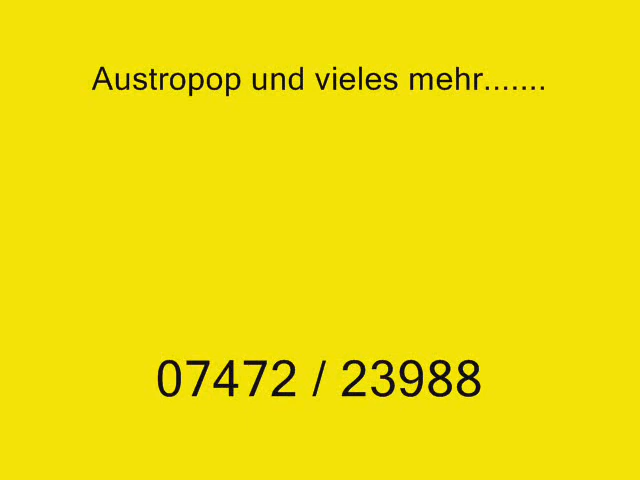 Austropop und vieles mehr.......
07472 / 23988